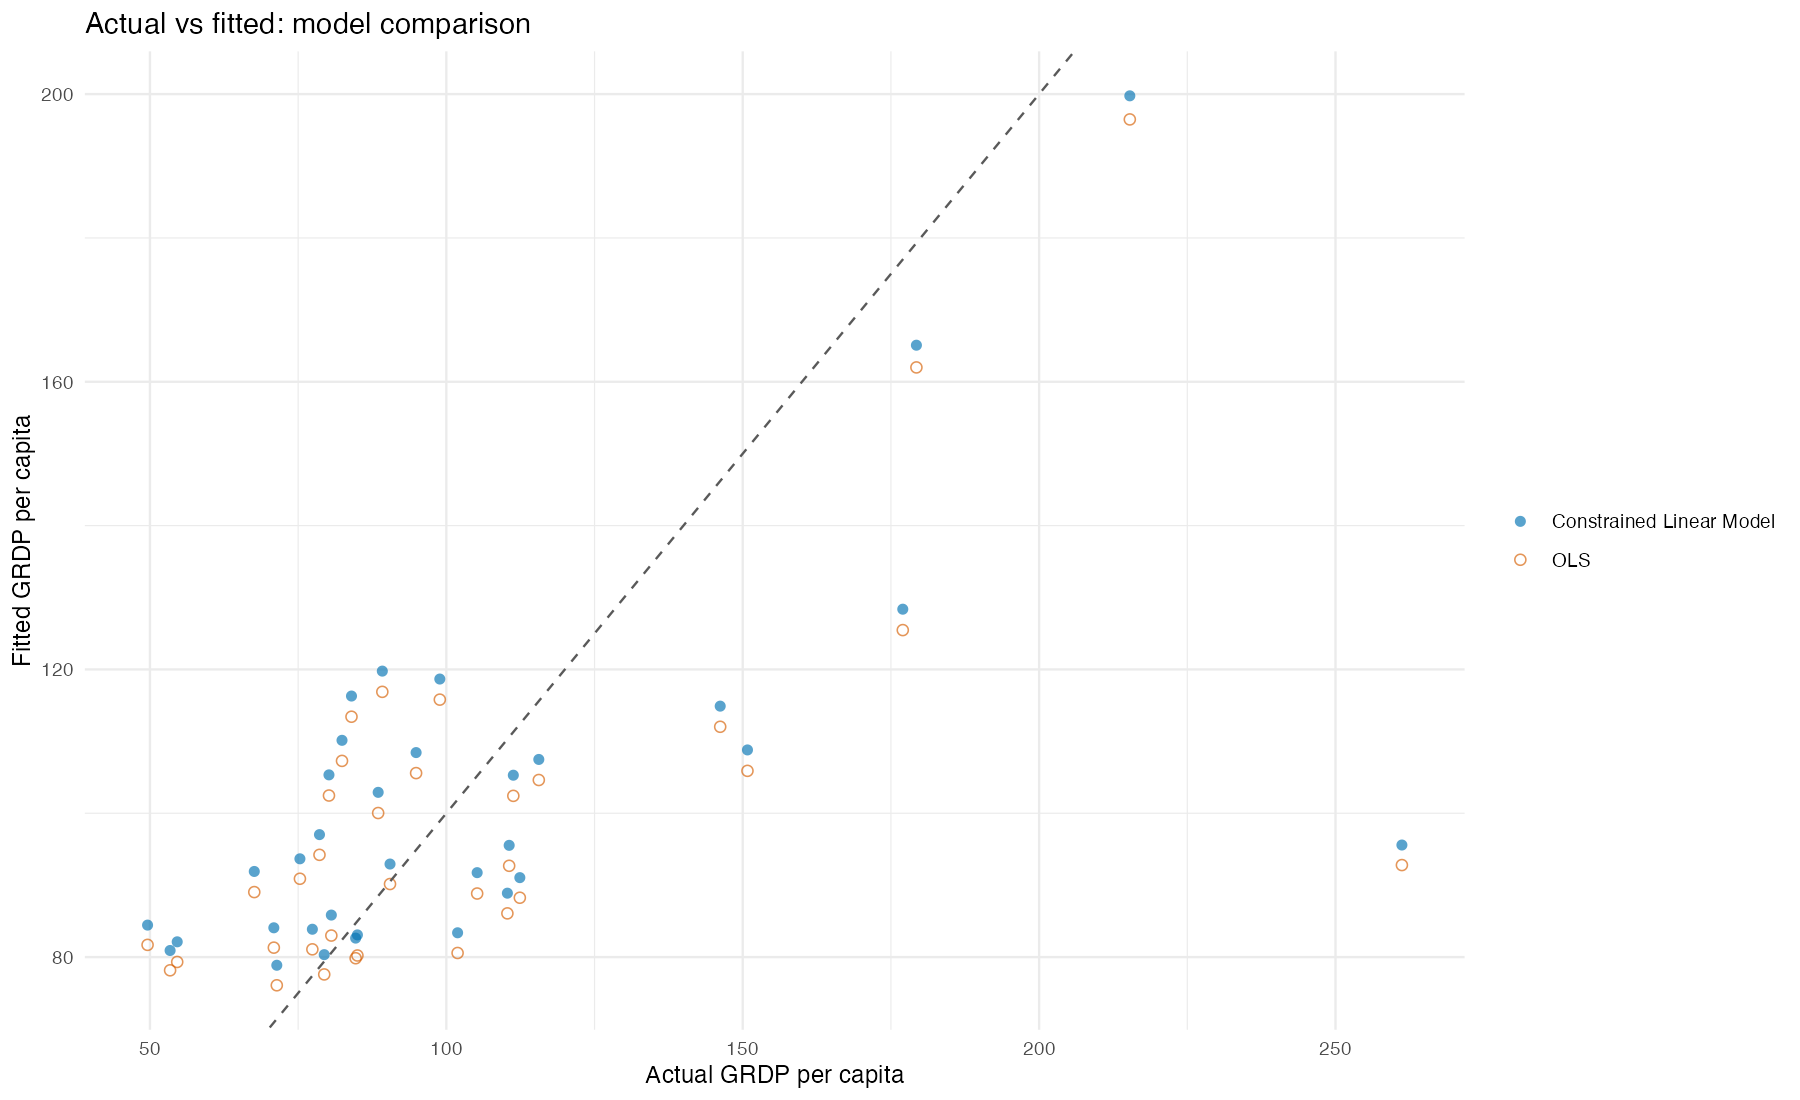 Actual vs fitted: model comparison
200
160
120
80
Fitted GRDP per capita
50 100 150 200 250
Actual GRDP per capita
Constrained Linear Model
OLS